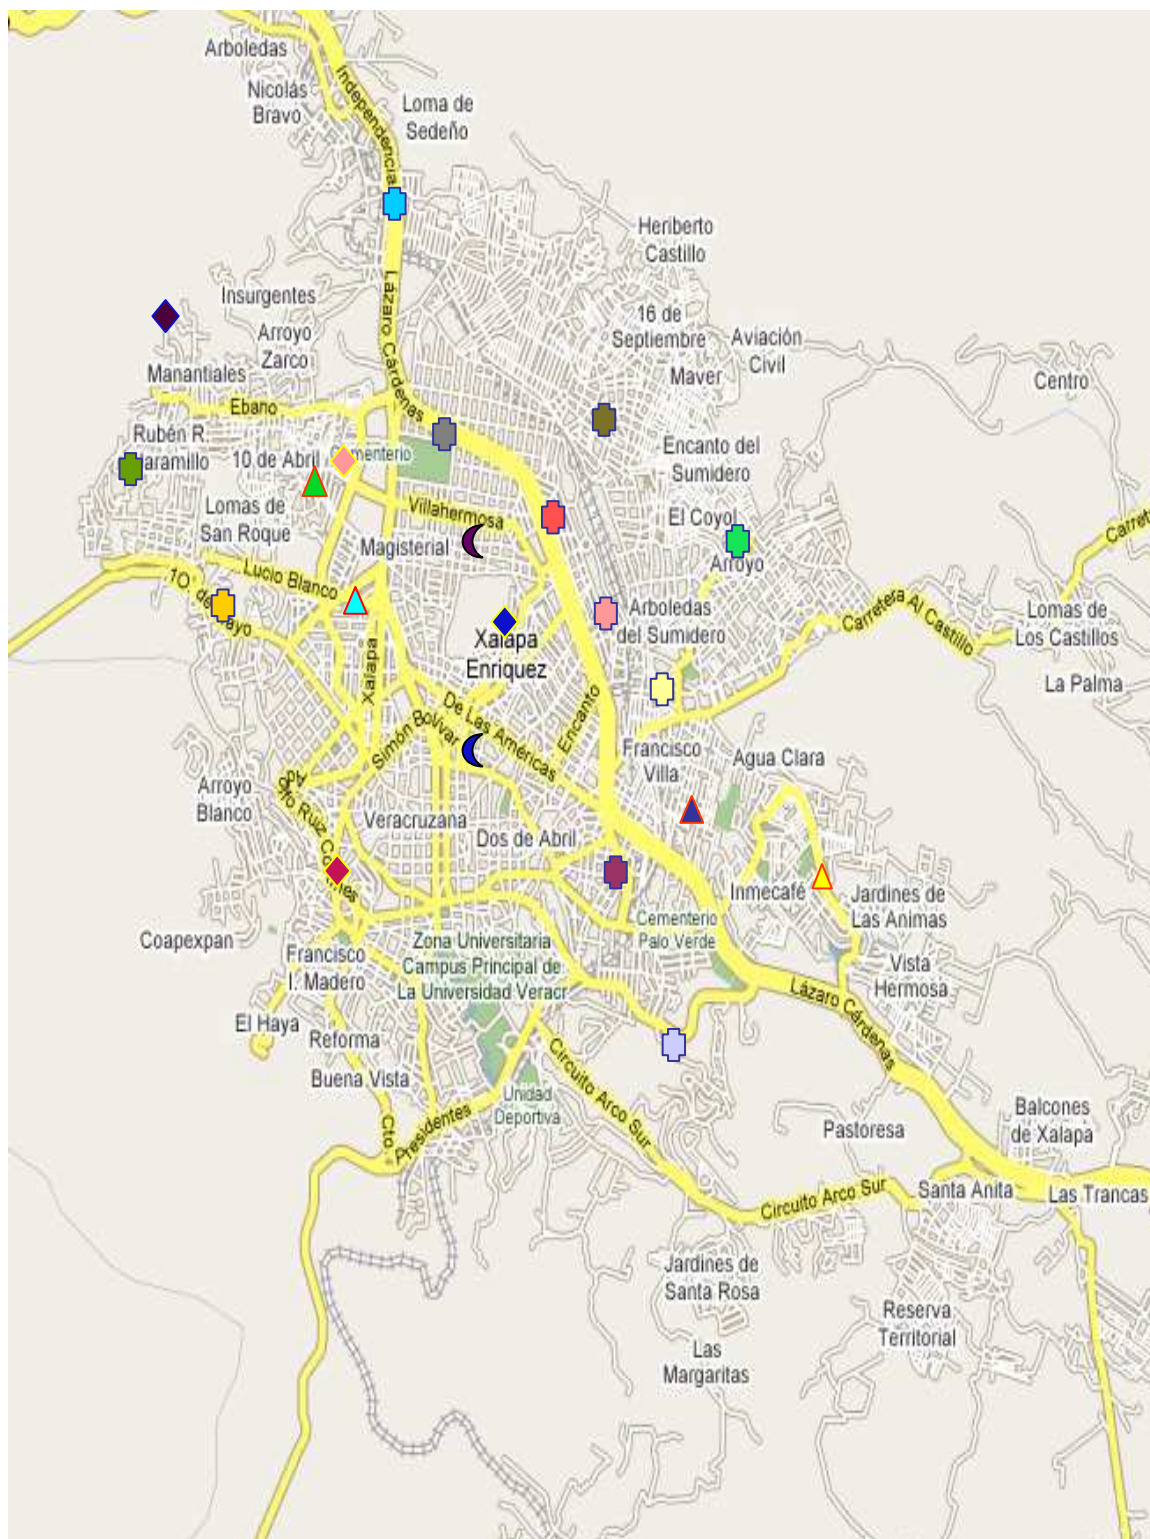 Arboledas
Nicolás
Bravo
Independencia
Loma de
Sedeño
Heriberto
Castillo
Insurgentes
Lázaro Cárdenas
16 de
Septiembre
Arroyo
Zarco
Aviación
Civil
Manantiales
Maver
Centro
Ebano
Rubén R.
aramillo
10 de Abril
Cementerio
Encanto del
Sumidero
Lomas de
San Roque
Villahermosa
El Coyol
Carrete
Magisterial
Arroyo
Lucio Blanco
1O. de Mayo
Arboledas
del Sumidero
Carretera Al Castillo
Lomas de
Los Castillos
Xalapa
Enriquez
Xalapa
La Palma
De Las Américas
Encanto
Simón Bolívar
Francisco
Villa
Agua Clara
Arroyo
Blanco
Veracruzana
Dos de Abril
Inmecafé
Jardines de
Las Animas
Cementerio
Palo Verde
Coapexpan
Francisco
I. Madero
Zona Universitaria
Campus Principal de
La Universidad Veracr
Vista
Hermosa
Lázaro Cárdenas
El Haya
Reforma
Buena Vista
Circuito Arco Sur
Unidad
Deportiva
Cto.
Presidentes
Pastoresa
Balcones
de Xalapa
Circuito Arco Sur
Santa Anita
Las Trancas
Jardines de
Santa Rosa
Reserva
Territorial
Las
Margaritas